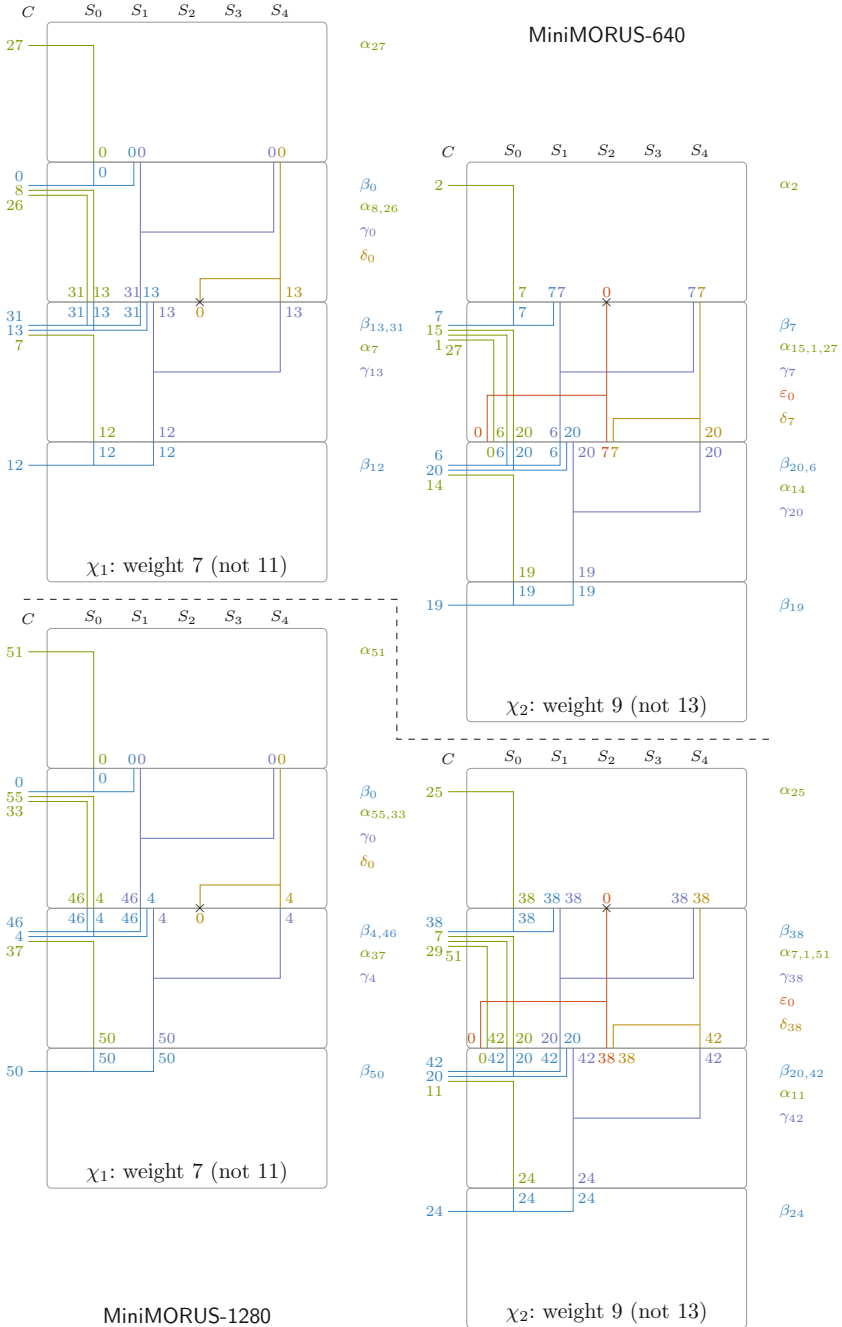 C S₀ S₁ S₂ S₃ S₄
27 α₂₇
0 00 00
0
0 β₀
8 α₈,₂₆
26
γ₀
δ₀
31 13 31 13 13
31 13 31 13 0 13
31 β₁₃,₃₁
13
7 α₇
γ₁₃
12 12
12 12
12 β₁₂
χ₁: weight 7 (not 11)
MiniMORUS-640
C S₀ S₁ S₂ S₃ S₄
2 α₂
7 77 0 77
7
7 β₇
15 α₁₅,₁,₂₇
1 27
γ₇
ε₀
δ₇
0 6 20 6 20 20
0 6 20 6 20 7 7 20
6 β₂₀,₆
20
14 α₁₄
γ₂₀
19 19
19 19
19 β₁₉
χ₂: weight 9 (not 13)
C S₀ S₁ S₂ S₃ S₄
51 α₅₁
0 00 00
0
0 β₀
55 α₅₅,₃₃
33
γ₀
δ₀
46 4 46 4 4
46 4 46 4 0 4
46 β₄,₄₆
4
37 α₃₇
γ₄
50 50
50 50
50 β₅₀
χ₁: weight 7 (not 11)
MiniMORUS-1280
C S₀ S₁ S₂ S₃ S₄
25 α₂₅
38 38 38 0 38 38
38
38 β₃₈
7 α₇,₁,₅₁
29 51
γ₃₈
ε₀
δ₃₈
0 42 20 20 20 42
0 42 20 42 42 38 38 42
42 β₂₀,₄₂
20
11 α₁₁
γ₄₂
24 24
24 24
24 β₂₄
χ₂: weight 9 (not 13)